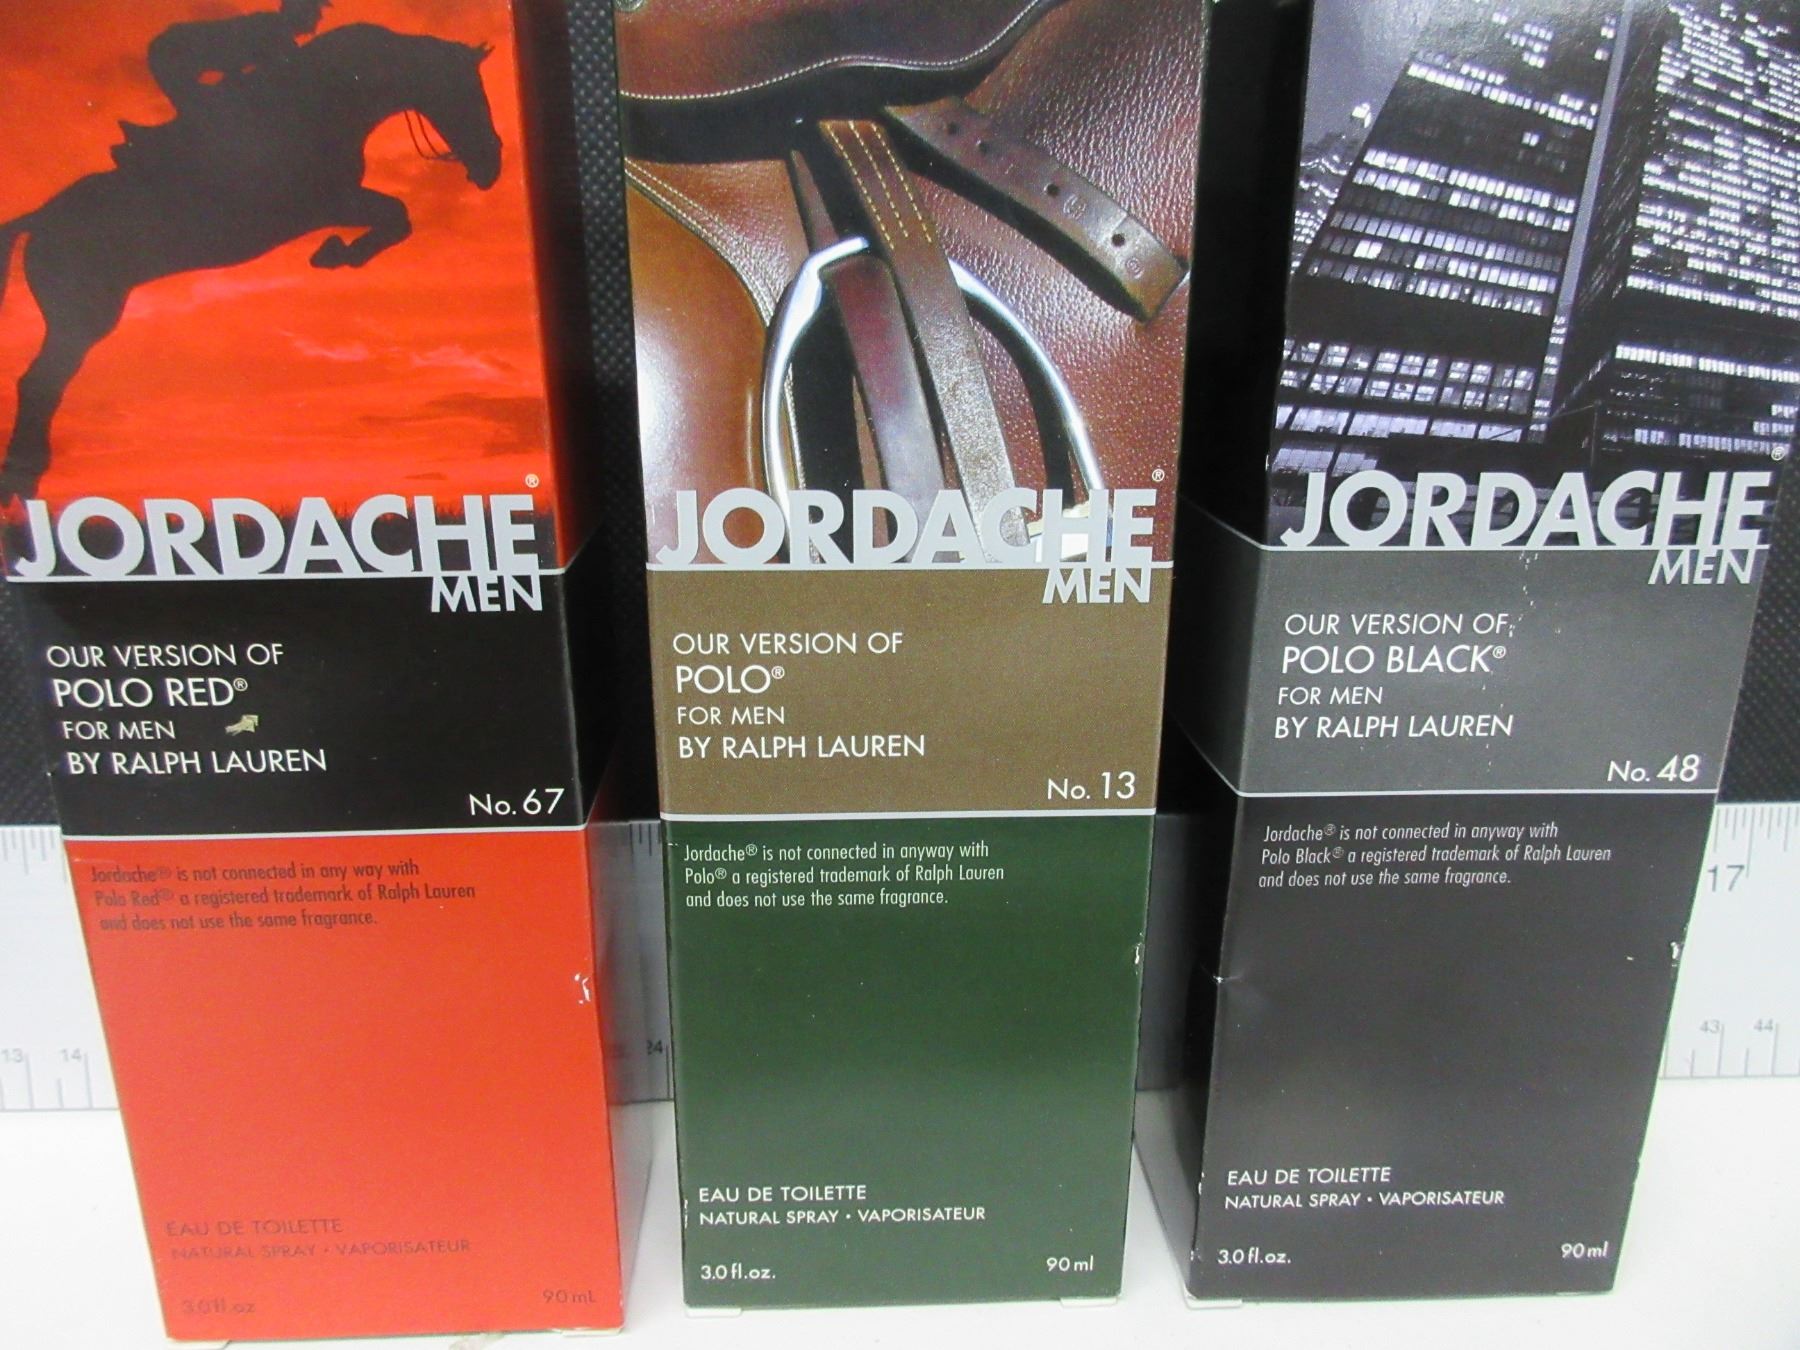 JORDACHE®
MEN
OUR VERSION OF
POLO RED®
FOR MEN
BY RALPH LAUREN
No. 67
Jordache® is not connected in any way with
Polo Red® a registered trademark of Ralph Lauren
and does not use the same fragrance.
EAU DE TOILETTE
NATURAL SPRAY • VAPORISATEUR
3.0 fl.oz
90 mL
JORDACHE®
MEN
OUR VERSION OF
POLO®
FOR MEN
BY RALPH LAUREN
No. 13
Jordache® is not connected in anyway with
Polo® a registered trademark of Ralph Lauren
and does not use the same fragrance.
EAU DE TOILETTE
NATURAL SPRAY • VAPORISATEUR
3.0 fl.oz.
90 ml
JORDACHE®
MEN
OUR VERSION OF
POLO BLACK®
FOR MEN
BY RALPH LAUREN
No. 48
Jordache® is not connected in anyway with
Polo Black® a registered trademark of Ralph Lauren
and does not use the same fragrance.
EAU DE TOILETTE
NATURAL SPRAY • VAPORISATEUR
3.0 fl.oz.
90 ml
13 14
24
17
43 44